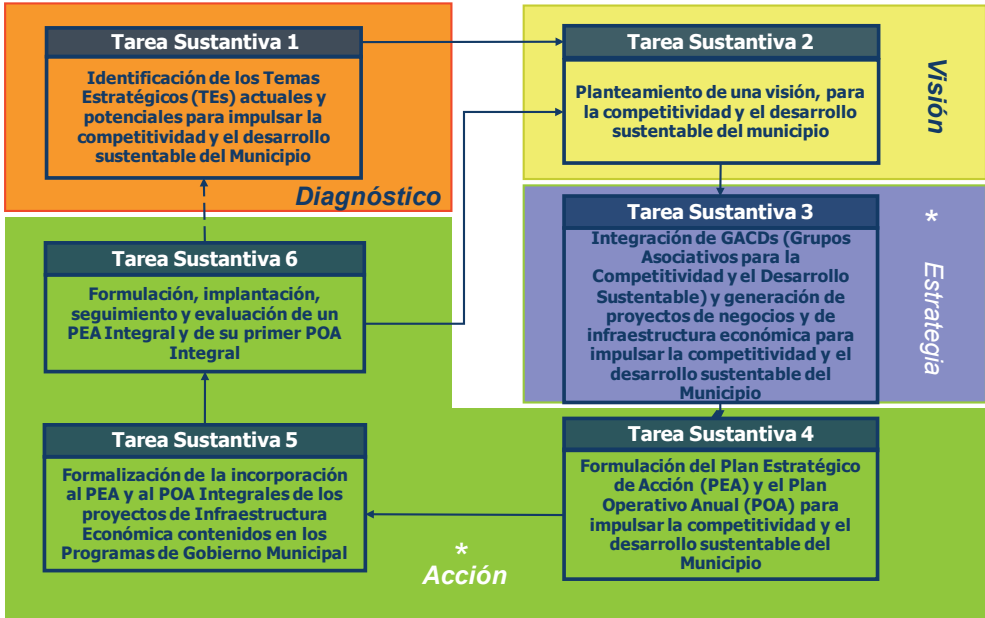 Tarea Sustantiva 1
Identificación de los Temas
Estratégicos (TEs) actuales y
potenciales para impulsar la
competitividad y el desarrollo
sustentable del Municipio
Diagnóstico
Tarea Sustantiva 2
Planteamiento de una visión, para
la competitividad y el desarrollo
sustentable del municipio
Visión
Tarea Sustantiva 3
Integración de GACDs (Grupos
Asociativos para la
Competitividad y el Desarrollo
Sustentable) y generación de
proyectos de negocios y de
infraestructura económica para
impulsar la competitividad y el
desarrollo sustentable del
Municipio
*
Estrategia
Tarea Sustantiva 4
Formulación del Plan Estratégico
de Acción (PEA) y el Plan
Operativo Anual (POA) para
impulsar la competitividad y el
desarrollo sustentable del
Municipio
Tarea Sustantiva 5
Formalización de la incorporación
al PEA y al POA Integrales de los
proyectos de Infraestructura
Económica contenidos en los
Programas de Gobierno Municipal
Tarea Sustantiva 6
Formulación, implantación,
seguimiento y evaluación de un
PEA Integral y de su primer POA
Integral
*
Acción